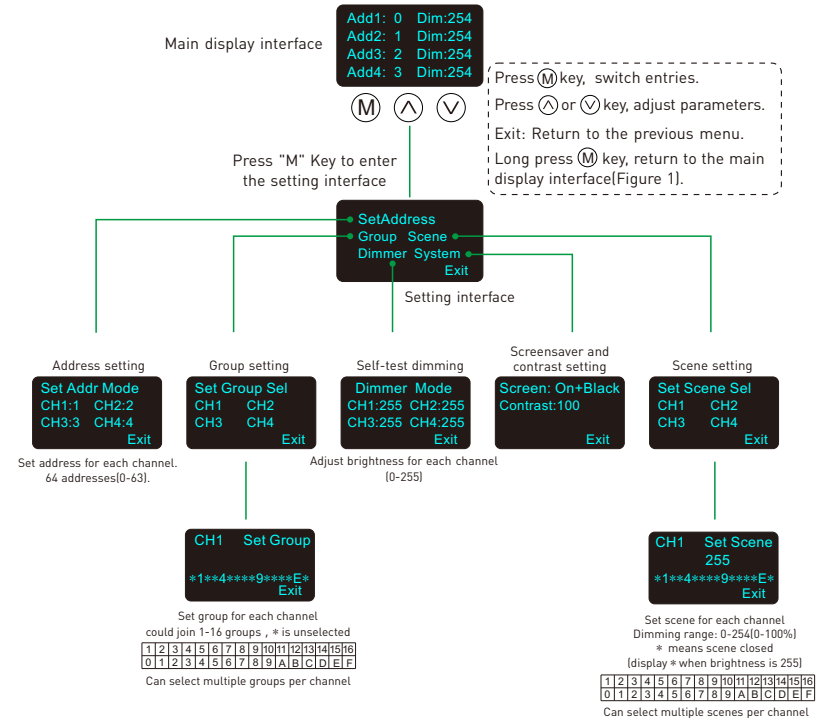 Main display interface
Add1: 0 Dim:254
Add2: 1 Dim:254
Add3: 2 Dim:254
Add4: 3 Dim:254
M
Press M key, switch entries.
Press or key, adjust parameters.
Exit: Return to the previous menu.
Long press M key, return to the main
display interface(Figure 1).
Press "M" Key to enter
the setting interface
SetAddress
Group Scene
Dimmer System
Exit
Setting interface
Address setting
Set Addr Mode
CH1:1 CH2:2
CH3:3 CH4:4
Exit
Set address for each channel.
64 addresses(0-63).
Group setting
Set Group Sel
CH1 CH2
CH3 CH4
Exit
Self-test dimming
Dimmer Mode
CH1:255 CH2:255
CH3:255 CH4:255
Exit
Adjust brightness for each channel
(0-255)
Screensaver and
contrast setting
Screen: On+Black
Contrast:100
Exit
Scene setting
Set Scene Sel
CH1 CH2
CH3 CH4
Exit
CH1 Set Group
*1**4****9****E*
Exit
Set group for each channel
could join 1-16 groups , * is unselected
1 2 3 4 5 6 7 8 9 10 11 12 13 14 15 16
0 1 2 3 4 5 6 7 8 9 A B C D E F
Can select multiple groups per channel
CH1 Set Scene
255
*1**4****9****E*
Exit
Set scene for each channel
Dimming range: 0-254(0-100%)
* means scene closed
(display * when brightness is 255)
1 2 3 4 5 6 7 8 9 10 11 12 13 14 15 16
0 1 2 3 4 5 6 7 8 9 A B C D E F
Can select multiple scenes per channel